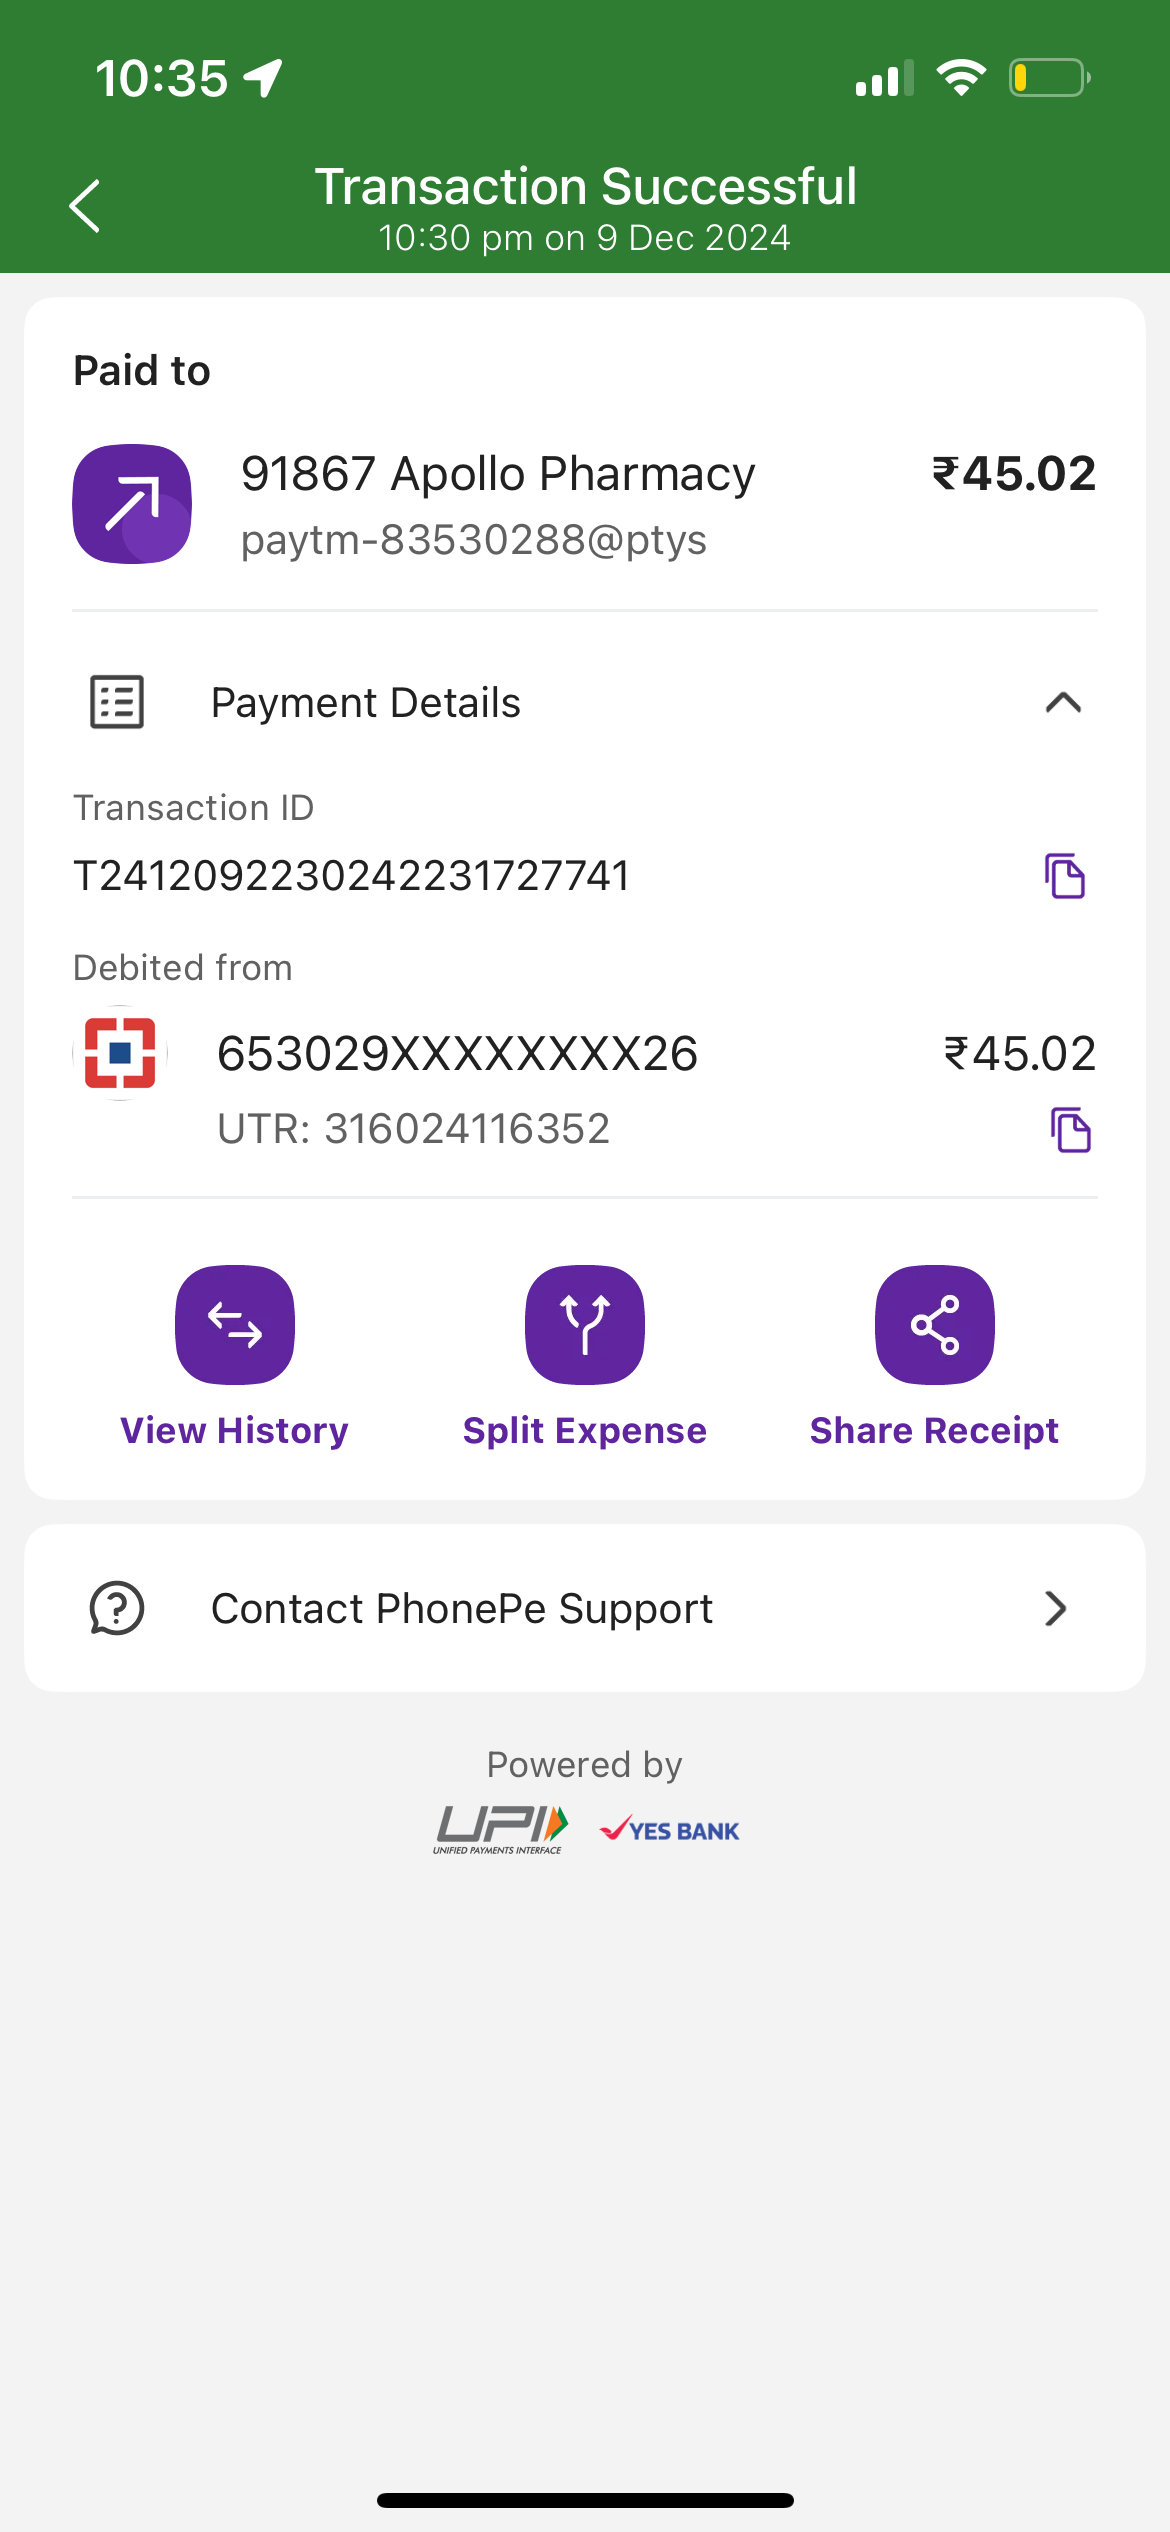 10:35
Transaction Successful
10:30 pm on 9 Dec 2024
Paid to
91867 Apollo Pharmacy ₹45.02
paytm-83530288@ptys
Payment Details
Transaction ID
T2412092230242231727741
Debited from
653029XXXXXXXX26 ₹45.02
UTR: 316024116352
View History Split Expense Share Receipt
Contact PhonePe Support
Powered by
UPI YES BANK
UNIFIED PAYMENTS INTERFACE